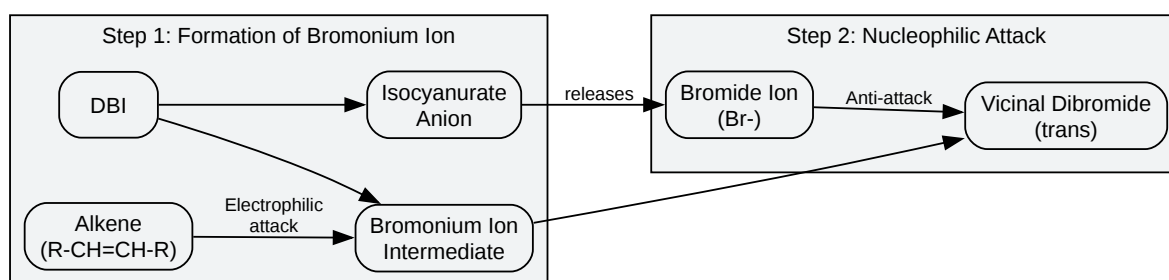 Step 1: Formation of Bromonium Ion
DBI
Isocyanurate
Anion
Alkene
(R-CH=CH-R)
Electrophilic
attack
Bromonium Ion
Intermediate
releases
Step 2: Nucleophilic Attack
Bromide Ion
(Br-)
Anti-attack
Vicinal Dibromide
(trans)